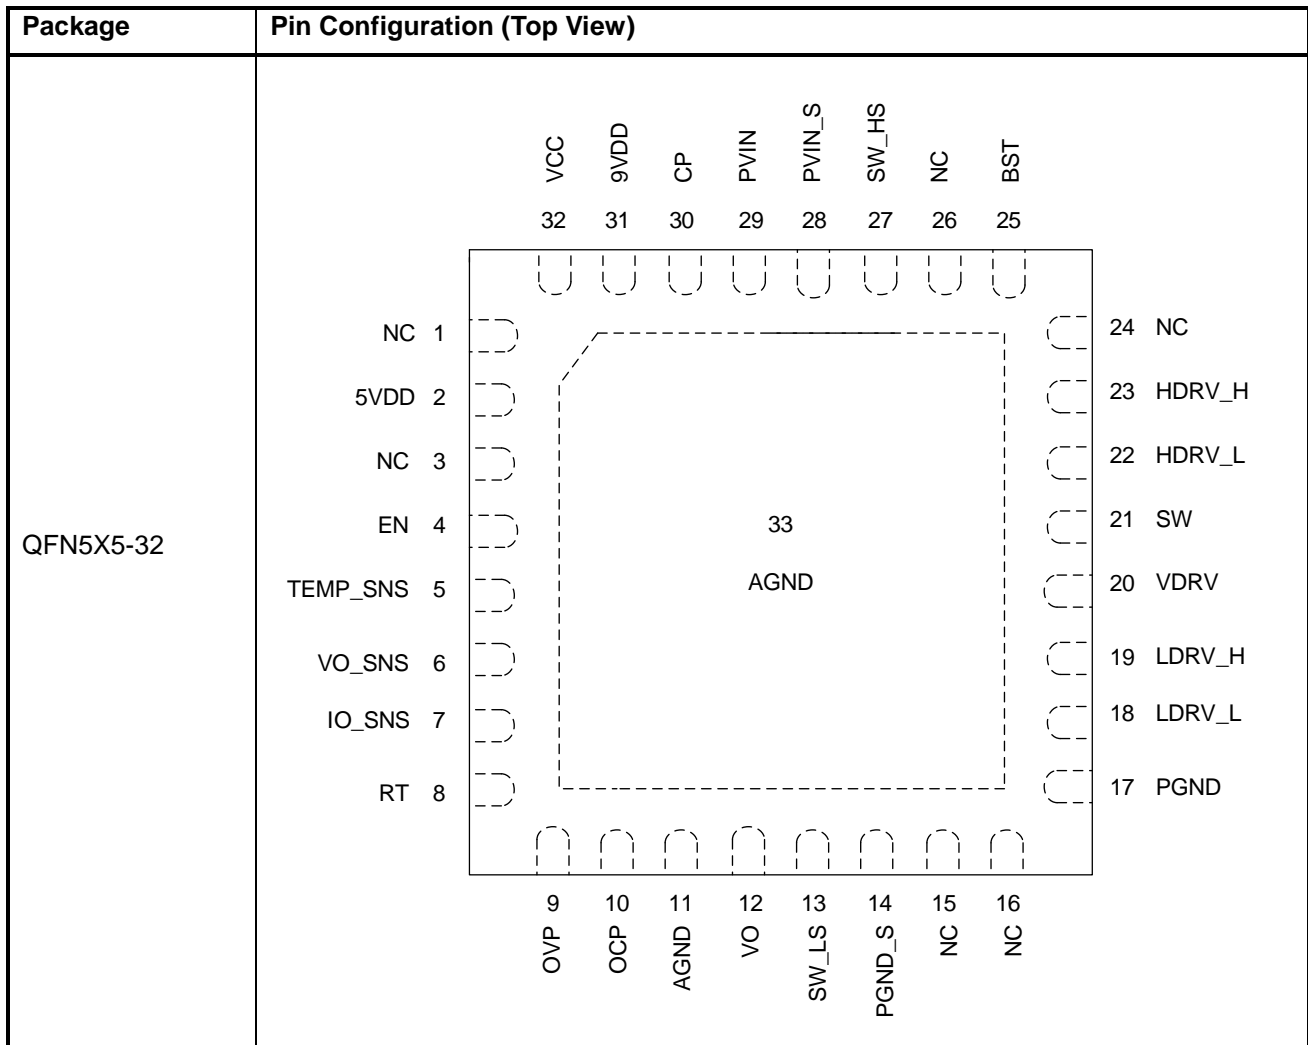 Package
Pin Configuration (Top View)
QFN5X5-32
VCC
9VDD
CP
PVIN
PVIN_S
SW_HS
NC
BST
32 31 30 29 28 27 26 25
NC 1
5VDD 2
NC 3
EN 4
TEMP_SNS 5
VO_SNS 6
IO_SNS 7
RT 8
33
AGND
24 NC
23 HDRV_H
22 HDRV_L
21 SW
20 VDRV
19 LDRV_H
18 LDRV_L
17 PGND
9 10 11 12 13 14 15 16
OVP
OCP
AGND
VO
SW_LS
PGND_S
NC
NC